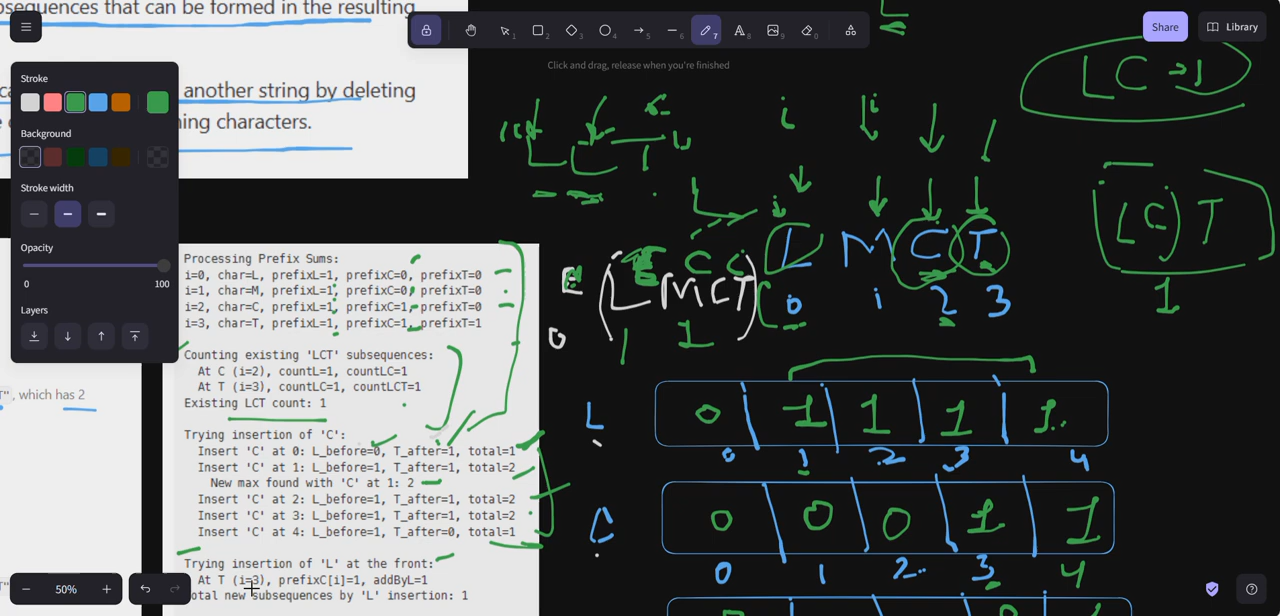 bsequences that can be formed in the resulting
another string by deleting
ning characters.
Share
Library
Click and drag, release when you're finished
Stroke
Background
Stroke width
Opacity
0 100
Layers
50%
T", which has 2
Processing Prefix Sums:
i=0, char=L, prefixL=1, prefixC=0, prefixT=0
i=1, char=M, prefixL=1, prefixC=0, prefixT=0
i=2, char=C, prefixL=1, prefixC=1, prefixT=0
i=3, char=T, prefixL=1, prefixC=1, prefixT=1
Counting existing 'LCT' subsequences:
At C (i=2), countL=1, countLC=1
At T (i=3), countLC=1, countLCT=1
Existing LCT count: 1
Trying insertion of 'C':
Insert 'C' at 0: L_before=0, T_after=1, total=1
Insert 'C' at 1: L_before=1, T_after=1, total=2
New max found with 'C' at 1: 2
Insert 'C' at 2: L_before=1, T_after=1, total=2
Insert 'C' at 3: L_before=1, T_after=1, total=2
Insert 'C' at 4: L_before=1, T_after=0, total=1
Trying insertion of 'L' at the front:
At T (i=3), prefixC[i]=1, addByL=1
otal new subsequences by 'L' insertion: 1
L C → 1
L C T
1
i i
L M C T
0 1 2 3
C C
L M C T
0
1 1
L 0 1 1 1 1
0 1 2 3 4
C 0 0 0 1 1
0 1 2 3 4